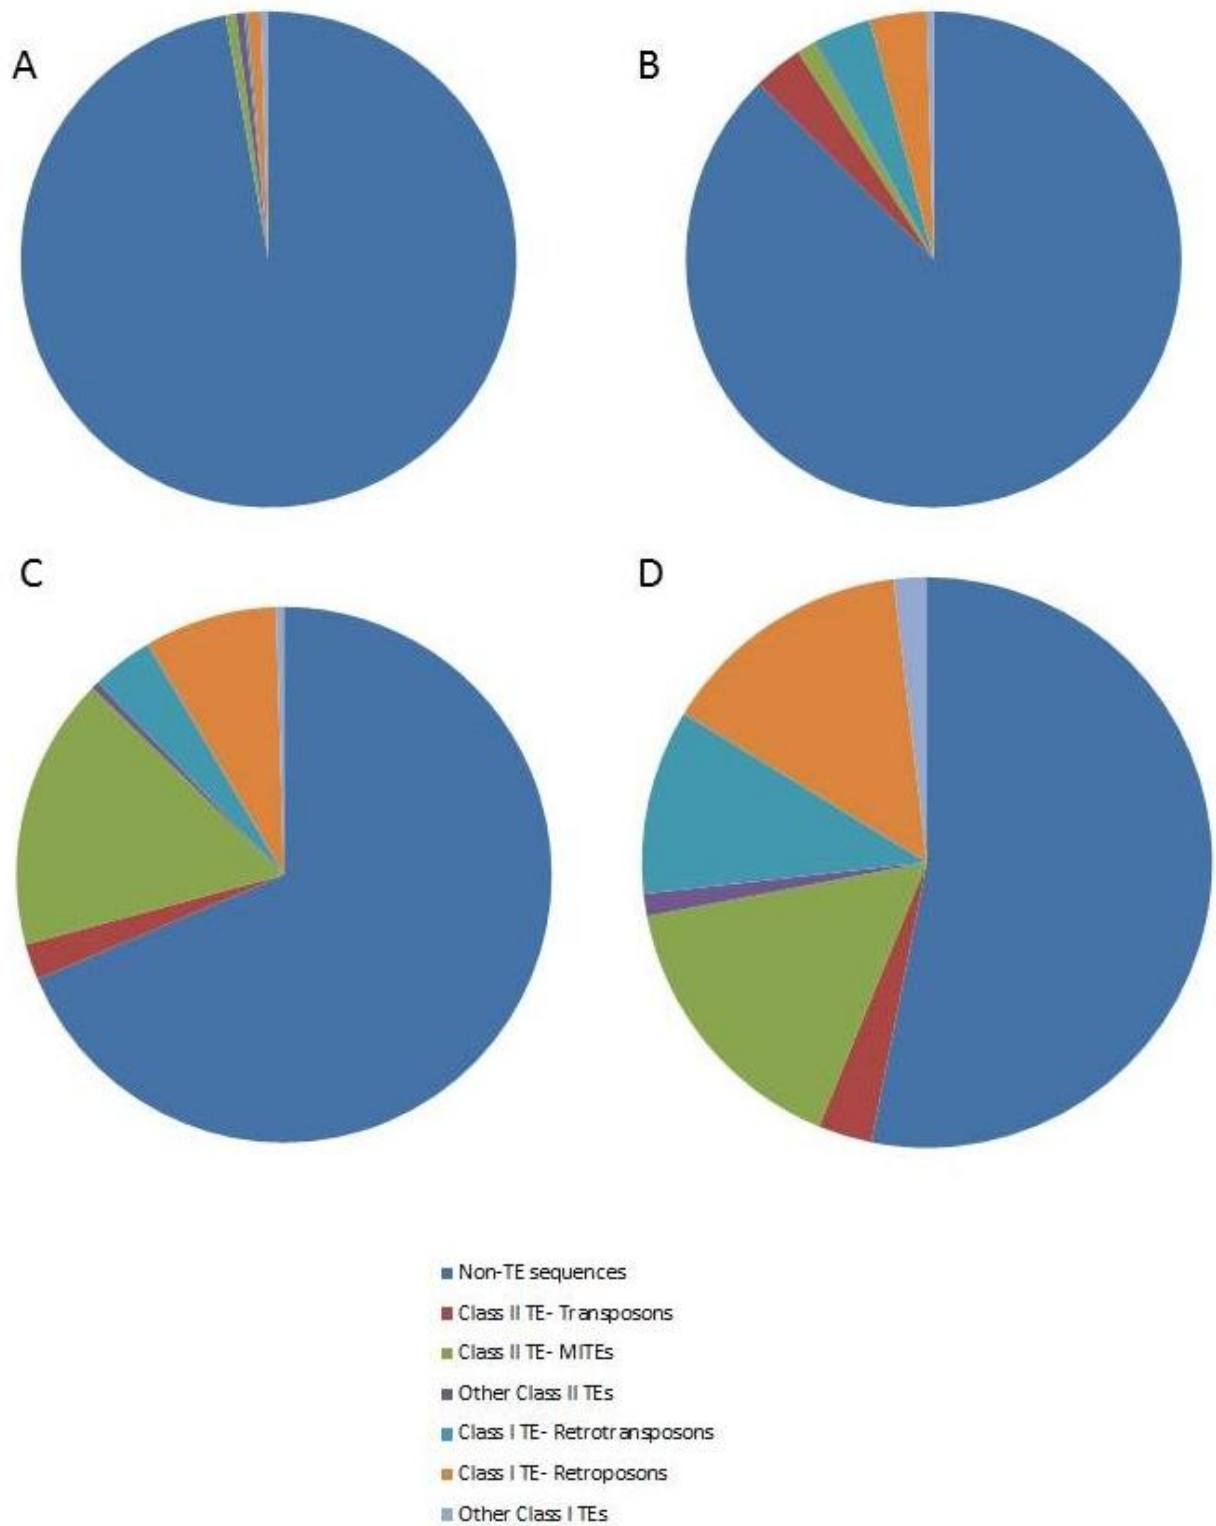 A
B
C
D
Non-TE sequences
Class II TE- Transposons
Class II TE- MITEs
Other Class II TEs
Class I TE- Retrotransposons
Class I TE- Retroposons
Other Class I TEs